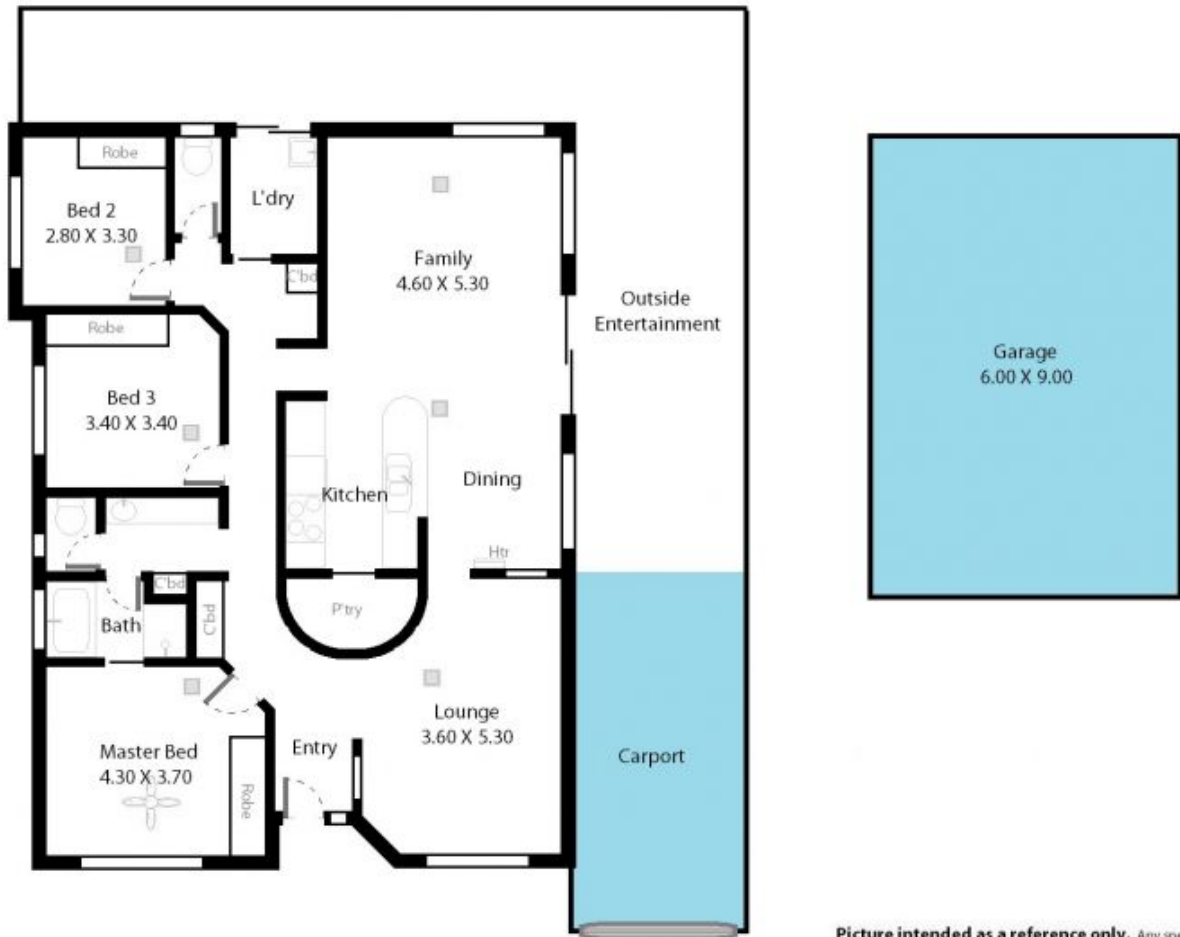 Robe
Bed 2
2.80 X 3.30
L'dry
C'bd
Family
4.60 X 5.30
Outside
Entertainment
Garage
6.00 X 9.00
Robe
Bed 3
3.40 X 3.40
Kitchen
Dining
Htr
C'bd
C'bd
P'try
Bath
Lounge
3.60 X 5.30
Master Bed
4.30 X 3.70
Robe
Entry
Carport
Picture intended as a reference only. Any